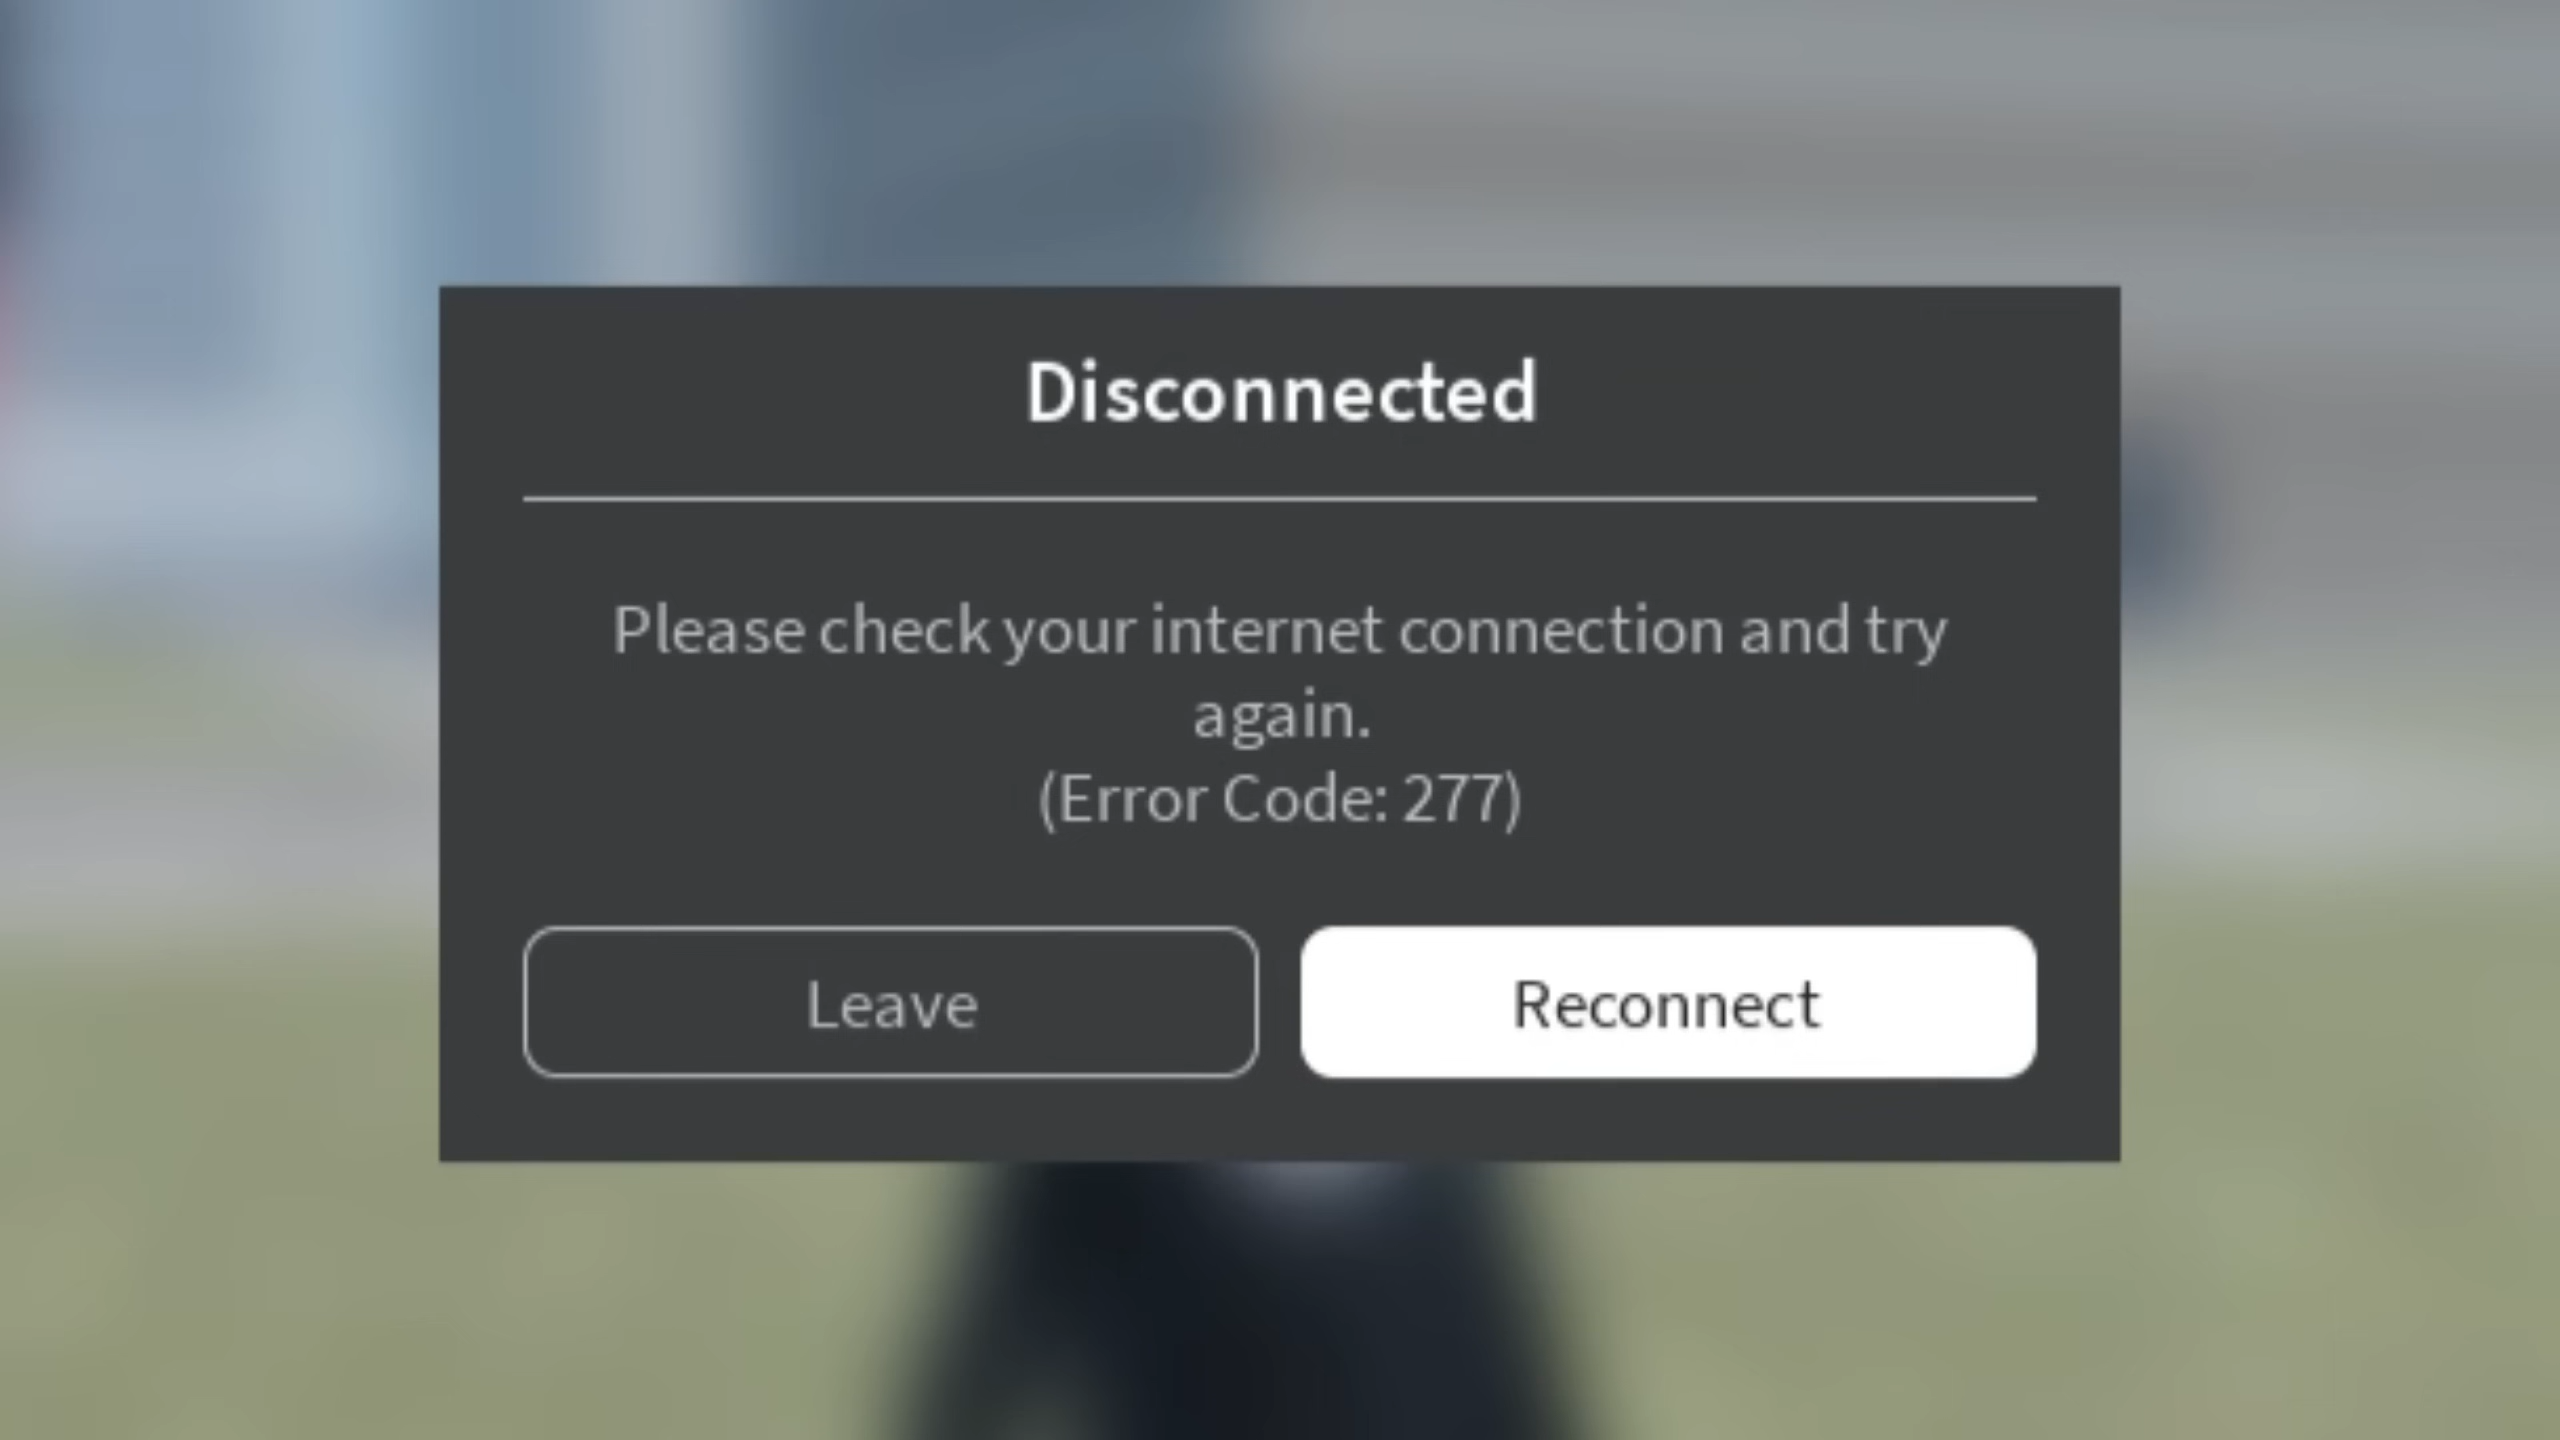 Disconnected
Please check your internet connection and try
again.
(Error Code: 277)
Leave
Reconnect